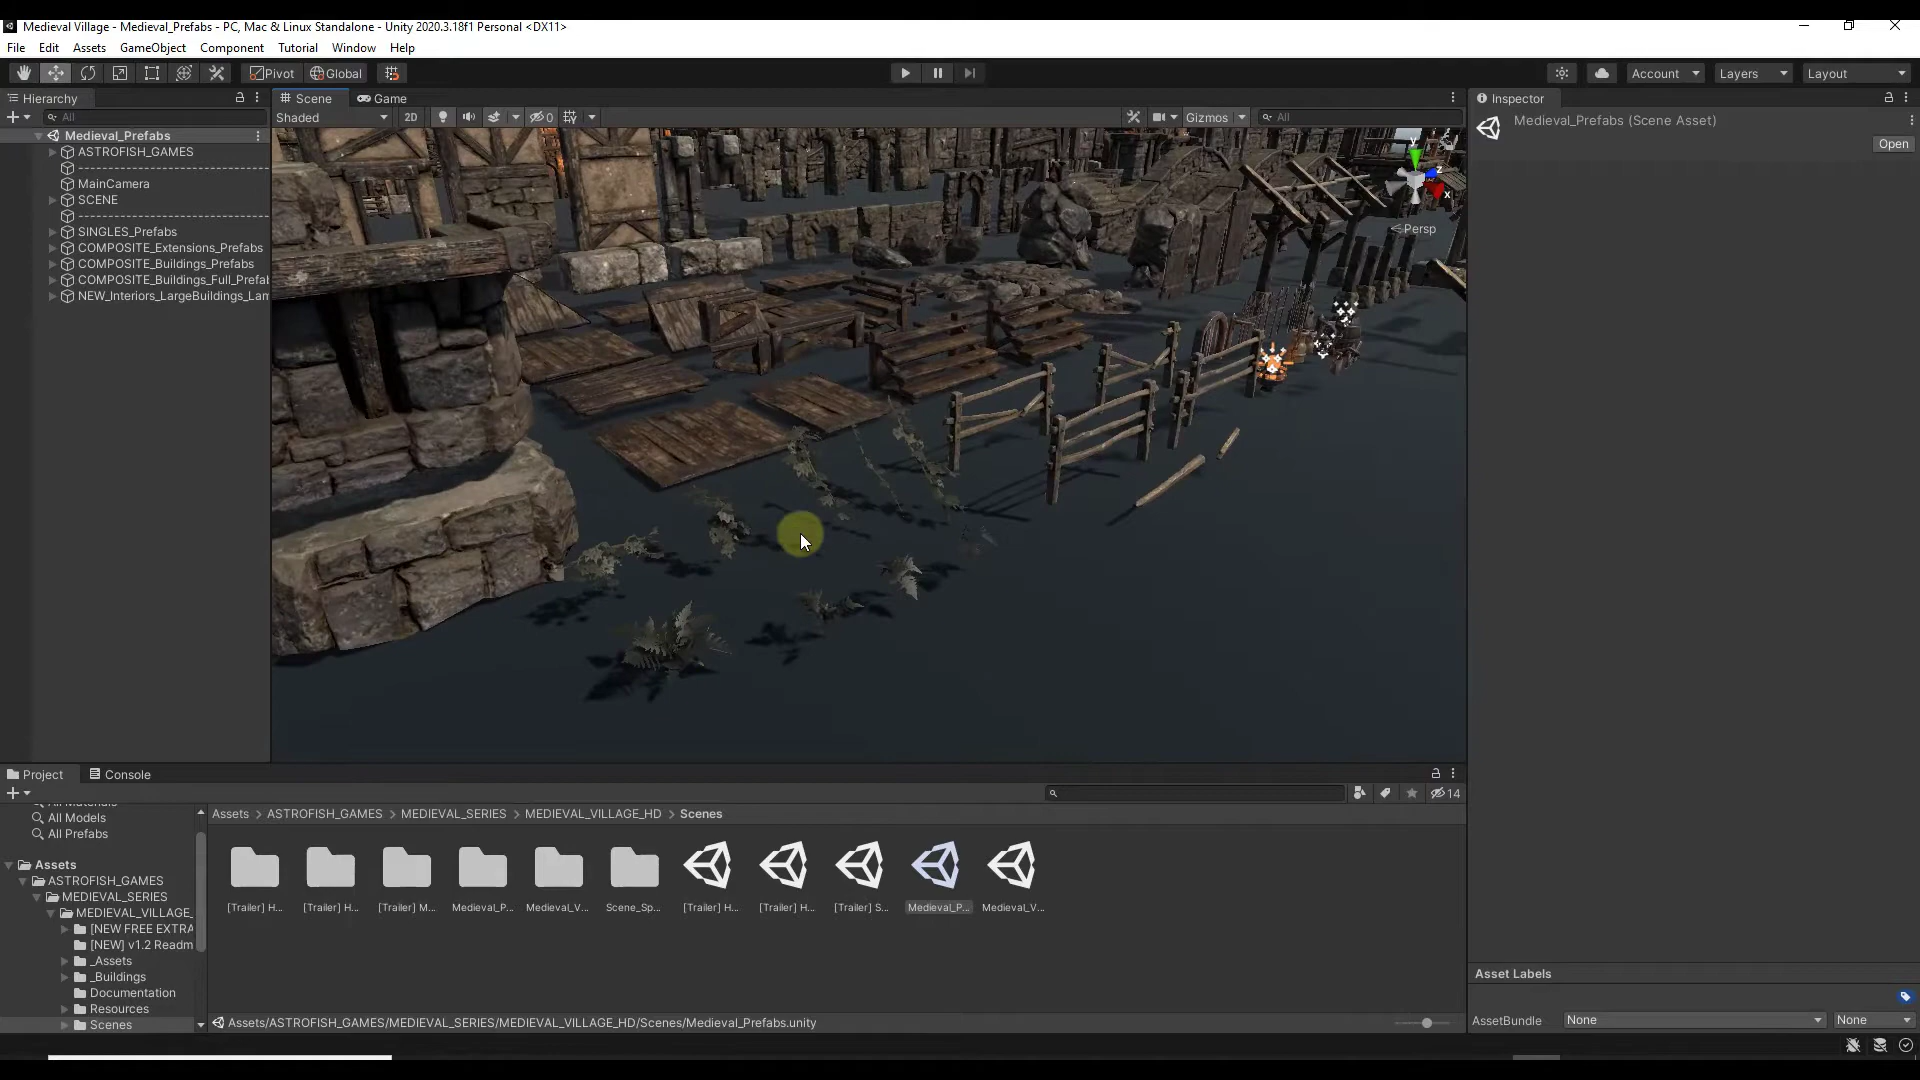 Medieval Village - Medieval_Prefabs - PC, Mac & Linux Standalone - Unity 2020.3.18f1 Personal <DX11>
File Edit Assets GameObject Component Tutorial Window Help
Pivot Global Account Layers Layout
Hierarchy Scene Game Inspector
All Shaded 2D 0 Gizmos All
Medieval_Prefabs (Scene Asset)
Open
Medieval_Prefabs
ASTROFISH_GAMES
------------------------------------
MainCamera
SCENE
------------------------------------
SINGLES_Prefabs
COMPOSITE_Extensions_Prefabs
COMPOSITE_Buildings_Prefabs
COMPOSITE_Buildings_Full_Prefal
NEW_Interiors_LargeBuildings_Lan
y
z
x
Persp
Project Console
14
All Materials
All Models
All Prefabs
Assets
ASTROFISH_GAMES
MEDIEVAL_SERIES
MEDIEVAL_VILLAGE_
[NEW FREE EXTRA
[NEW] v1.2 Readm
_Assets
_Buildings
Documentation
Resources
Scenes
Assets > ASTROFISH_GAMES > MEDIEVAL_SERIES > MEDIEVAL_VILLAGE_HD > Scenes
[Trailer] H... [Trailer] H... [Trailer] M... Medieval_P... Medieval_V... Scene_Sp... [Trailer] H... [Trailer] H... [Trailer] S... Medieval_P... Medieval_V...
Assets/ASTROFISH_GAMES/MEDIEVAL_SERIES/MEDIEVAL_VILLAGE_HD/Scenes/Medieval_Prefabs.unity
Asset Labels
AssetBundle None None